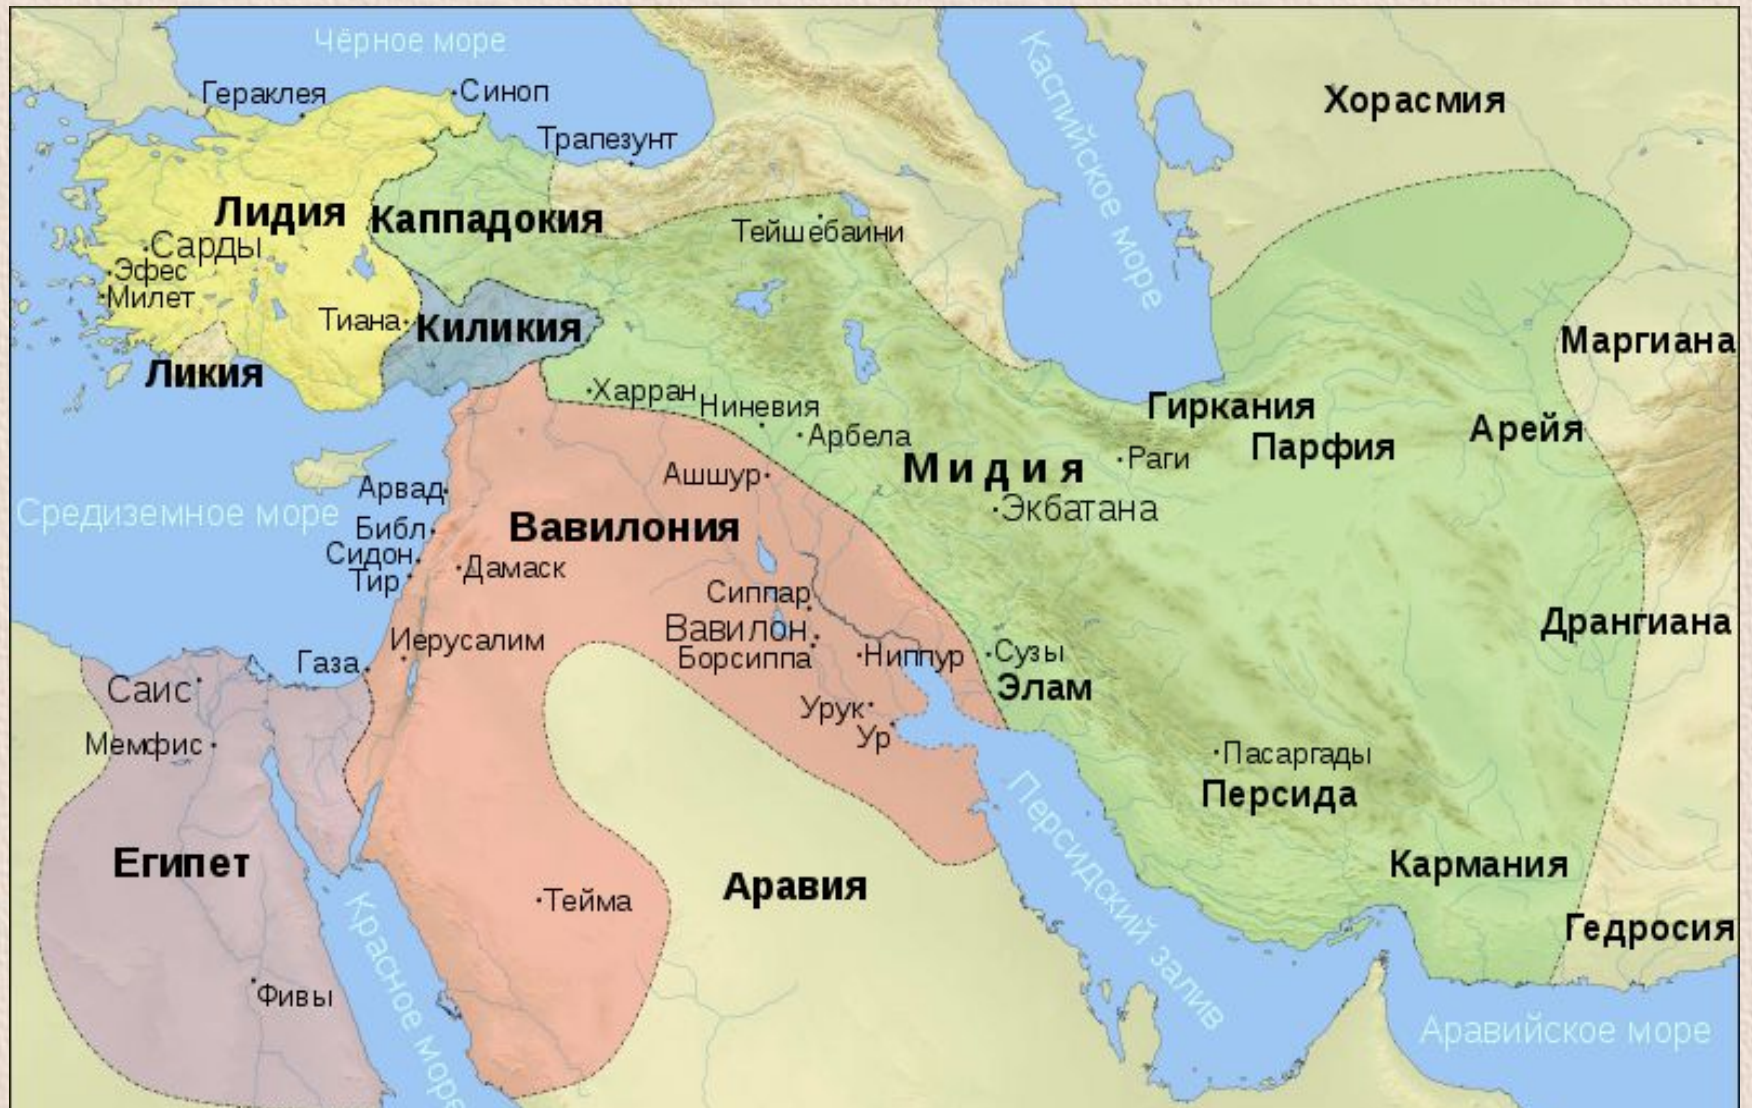 Чёрное море
Каспийское море
Хорасмия
Гераклея
Синоп
Трапезунт
Лидия
Каппадокия
Тейшебаини
Сарды
Эфес
Милет
Тиана
Киликия
Маргиана
Ликия
Харран
Ниневия
Арбела
Гиркания
Парфия
Арейя
Мидия
Раги
Ашшур
Арвад
Экбатана
Средиземное море
Библ
Вавилония
Сидон
Тир
Дамаск
Сиппар
Вавилон
Борсиппа
Ниппур
Дрангиана
Иерусалим
Газа
Сузы
Элам
Саис
Урук
Ур
Мемфис
Пасаргады
Персида
Персидский залив
Египет
Аравия
Кармания
Тейма
Красное море
Гедросия
Фивы
Аравийское море